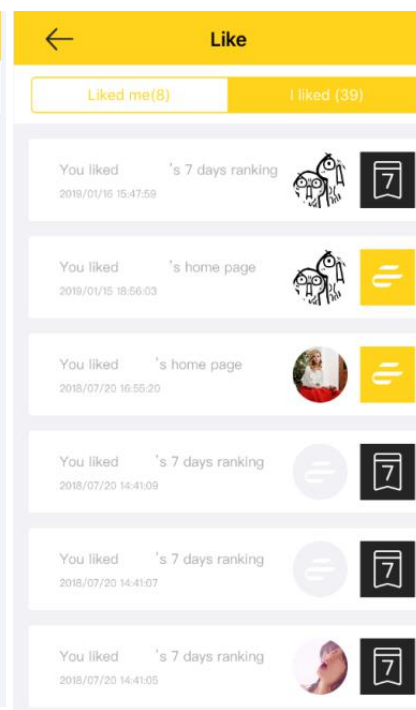 Like
Liked me(8)
I liked (39)
You liked 's 7 days ranking
2019/01/16 15:47:59
7
You liked 's home page
2019/01/15 18:56:03
You liked 's home page
2018/07/20 16:55:20
You liked 's 7 days ranking
2018/07/20 14:41:09
7
You liked 's 7 days ranking
2018/07/20 14:41:07
7
You liked 's 7 days ranking
2018/07/20 14:41:05
7